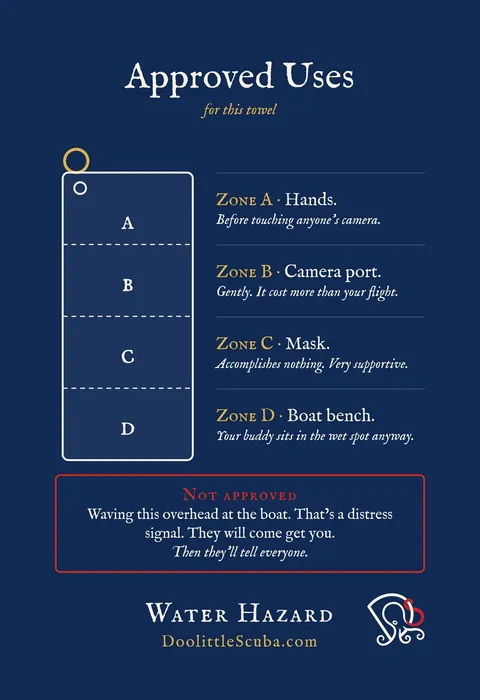 Approved Uses
for this towel
A
Zone A · Hands.
Before touching anyone's camera.
B
Zone B · Camera port.
Gently. It cost more than your flight.
C
Zone C · Mask.
Accomplishes nothing. Very supportive.
D
Zone D · Boat bench.
Your buddy sits in the wet spot anyway.
Not approved
Waving this overhead at the boat. That's a distress
signal. They will come get you.
Then they'll tell everyone.
Water Hazard
DoolittleScuba.com